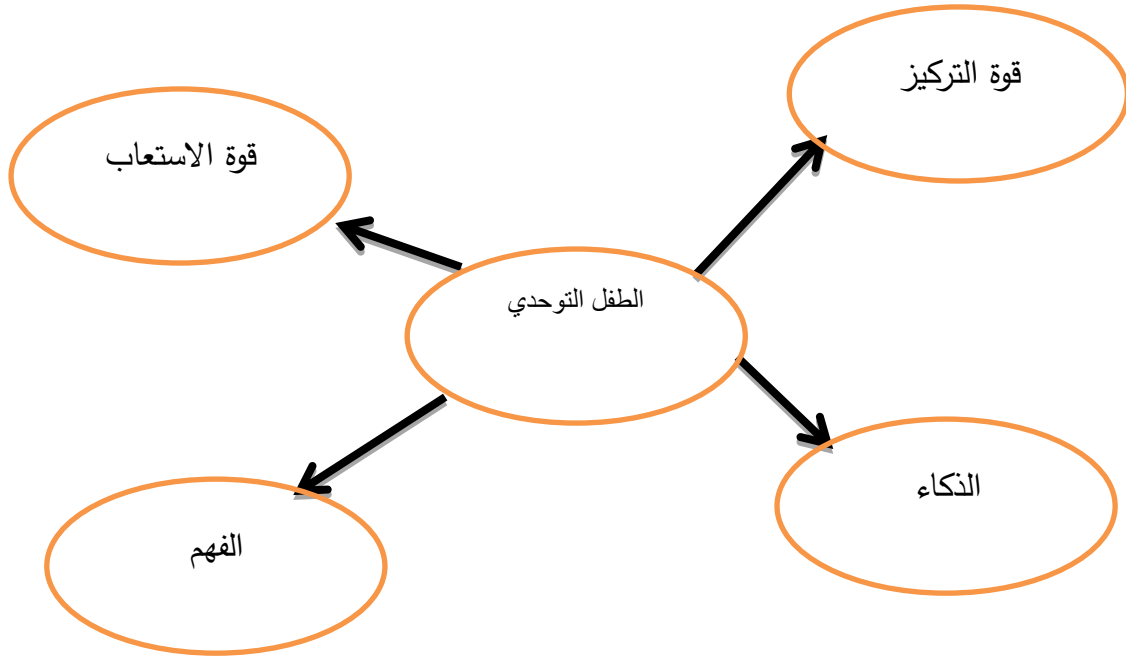 قوة التركيز
قوة الاستعاب
الطفل التوحدي
الذكاء
الفهم